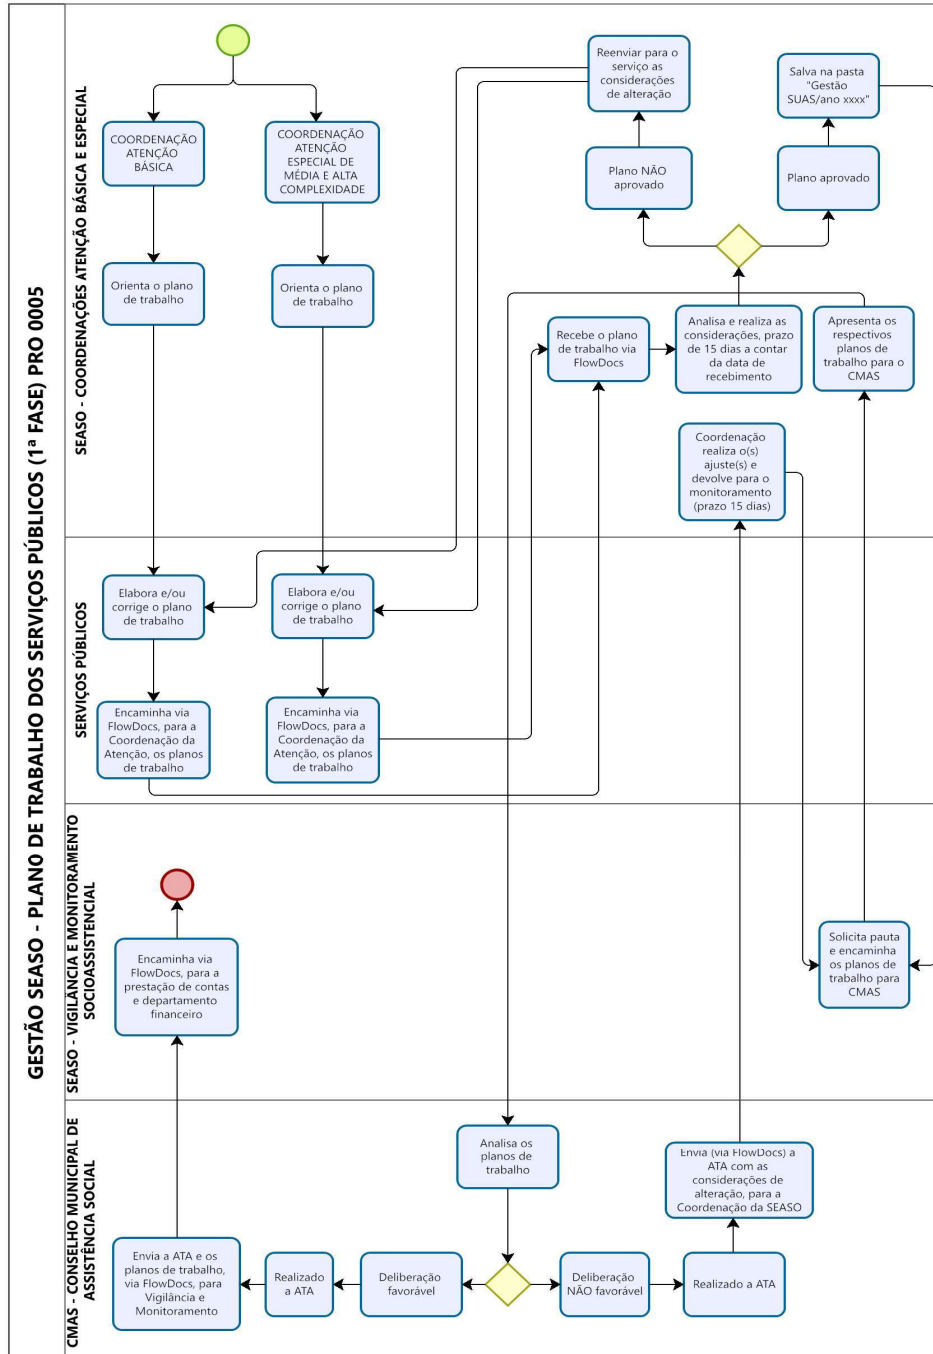 GESTÃO SEASO - PLANO DE TRABALHO DOS SERVIÇOS PÚBLICOS (1ª FASE) PRO 0005
SEASO - COORDENAÇÕES ATENÇÃO BÁSICA E ESPECIAL
COORDENAÇÃO
ATENÇÃO
BÁSICA
COORDENAÇÃO
ATENÇÃO
ESPECIAL DE
MÉDIA E ALTA
COMPLEXIDADE
Reenviar para o
serviço as
considerações
de alteração
Salva na pasta
"Gestão
SUAS/ano xxxx"
Plano NÃO
aprovado
Plano aprovado
Orienta o plano
de trabalho
Orienta o plano
de trabalho
Recebe o plano
de trabalho via
FlowDocs
Analisa e realiza as
considerações, prazo
de 15 dias a contar
da data de
recebimento
Apresenta os
respectivos
planos de
trabalho para o
CMAS
Coordenação
realiza o(s)
ajuste(s) e
devolve para o
monitoramento
(prazo 15 dias)
SERVIÇOS PÚBLICOS
Elabora e/ou
corrige o plano
de trabalho
Elabora e/ou
corrige o plano
de trabalho
Encaminha via
FlowDocs, para a
Coordenação da
Atenção, os planos
de trabalho
Encaminha via
FlowDocs, para a
Coordenação da
Atenção, os planos
de trabalho
SEASO - VIGILÂNCIA E MONITORAMENTO
SOCIOASSISTENCIAL
Encaminha via
FlowDocs, para a
prestação de contas
e departamento
financeiro
Solicita pauta
e encaminha
os planos de
trabalho para
CMAS
CMAS - CONSELHO MUNICIPAL DE
ASSISTÊNCIA SOCIAL
Analisa os
planos de
trabalho
Envia (via FlowDocs) a
ATA com as
considerações de
alteração, para a
Coordenação da SEASO
Envia a ATA e os
planos de trabalho,
via FlowDocs, para
Vigilância e
Monitoramento
Realizado
a ATA
Deliberação
favorável
Deliberação
NÃO favorável
Realizado a ATA